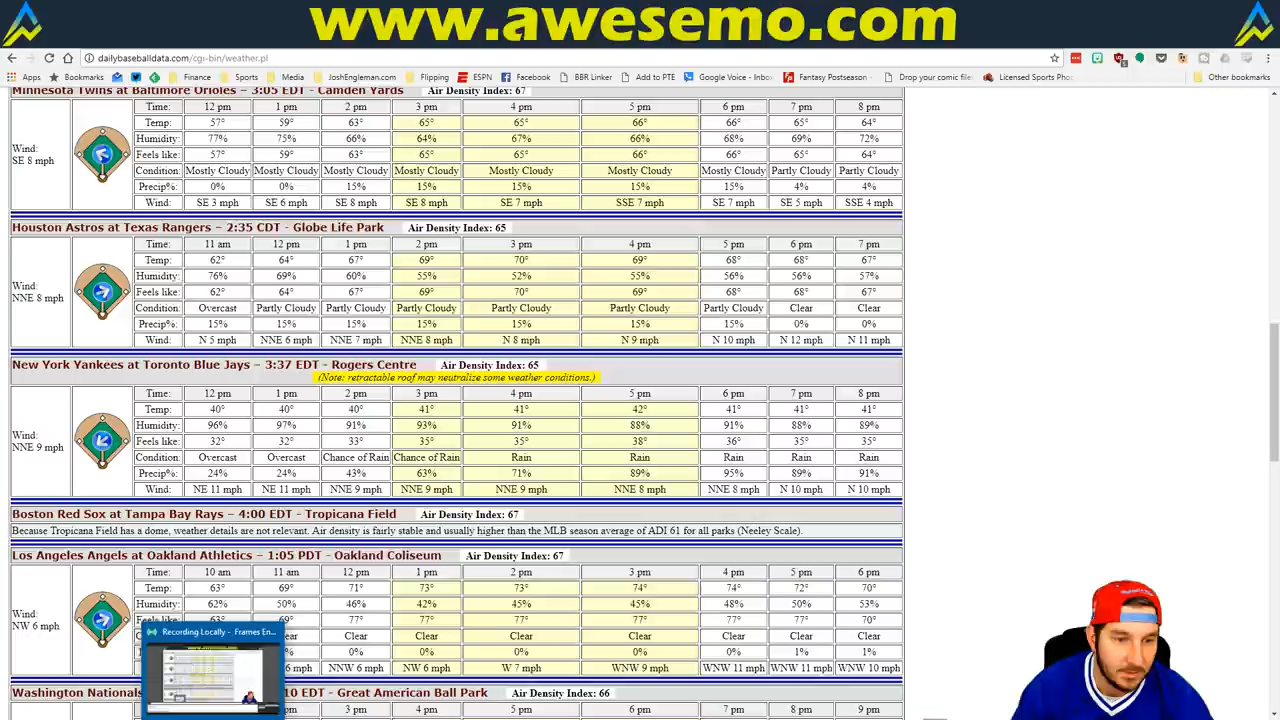 www.awesemo.com
dailybaseballdata.com/cgi-bin/weather.pl
Apps Bookmarks Finance Sports Media JoshEngleman.com Flipping ESPN Facebook BBR Linker Add to PTE Google Voice - Inbo Fantasy Postseason Drop your comic file Licensed Sports Pho Other bookmarks
Minnesota Twins at Baltimore Orioles – 3:05 EDT - Camden Yards Air Density Index: 67
Time: 12 pm 1 pm 2 pm 3 pm 4 pm 5 pm 6 pm 7 pm 8 pm
Temp: 57° 59° 63° 65° 65° 66° 66° 65° 64°
Humidity: 77% 75% 66% 64% 67% 66% 68% 69% 72%
Wind: SE 8 mph
Feels like: 57° 59° 63° 65° 65° 66° 66° 65° 64°
Condition: Mostly Cloudy Mostly Cloudy Mostly Cloudy Mostly Cloudy Mostly Cloudy Mostly Cloudy Mostly Cloudy Partly Cloudy Partly Cloudy
Precip%: 0% 0% 15% 15% 15% 15% 15% 4% 4%
Wind: SE 3 mph SE 6 mph SE 8 mph SE 8 mph SE 7 mph SSE 7 mph SE 7 mph SE 5 mph SSE 4 mph
Houston Astros at Texas Rangers – 2:35 CDT - Globe Life Park Air Density Index: 65
Time: 11 am 12 pm 1 pm 2 pm 3 pm 4 pm 5 pm 6 pm 7 pm
Temp: 62° 64° 67° 69° 70° 69° 68° 68° 67°
Humidity: 76% 69% 60% 55% 52% 55% 56% 56% 57%
Wind: NNE 8 mph
Feels like: 62° 64° 67° 69° 70° 69° 68° 68° 67°
Condition: Overcast Partly Cloudy Partly Cloudy Partly Cloudy Partly Cloudy Partly Cloudy Partly Cloudy Clear Clear
Precip%: 15% 15% 15% 15% 15% 15% 15% 0% 0%
Wind: N 5 mph NNE 6 mph NNE 7 mph NNE 8 mph N 8 mph N 9 mph N 10 mph N 12 mph N 11 mph
New York Yankees at Toronto Blue Jays – 3:37 EDT - Rogers Centre Air Density Index: 65
(Note: retractable roof may neutralize some weather conditions.)
Time: 12 pm 1 pm 2 pm 3 pm 4 pm 5 pm 6 pm 7 pm 8 pm
Temp: 40° 40° 40° 41° 41° 42° 41° 41° 41°
Humidity: 96% 97% 91% 93% 91% 88% 91% 88% 89%
Wind: NNE 9 mph
Feels like: 32° 32° 33° 35° 35° 38° 36° 35° 35°
Condition: Overcast Overcast Chance of Rain Chance of Rain Rain Rain Rain Rain Rain
Precip%: 24% 24% 43% 63% 71% 89% 95% 89% 91%
Wind: NE 11 mph NE 11 mph NNE 9 mph NNE 9 mph NNE 9 mph NNE 8 mph NNE 8 mph N 10 mph N 10 mph
Boston Red Sox at Tampa Bay Rays – 4:00 EDT - Tropicana Field Air Density Index: 67
Because Tropicana Field has a dome, weather details are not relevant. Air density is fairly stable and usually higher than the MLB season average of ADI 61 for all parks (Neeley Scale).
Los Angeles Angels at Oakland Athletics – 1:05 PDT - Oakland Coliseum Air Density Index: 67
Time: 10 am 11 am 12 pm 1 pm 2 pm 3 pm 4 pm 5 pm 6 pm
Temp: 63° 69° 71° 73° 73° 74° 74° 72° 70°
Humidity: 62% 50% 46% 42% 45% 45% 48% 50% 53%
Wind: NW 6 mph
Feels like: 63° 69° 77° 77° 77° 77° 77° 77° 70°
Recording Locally - Frames En...
ear Clear Clear Clear Clear Clear Clear Clear
0% 0% 0% 0% 0% 1% 1%
6 mph NNW 6 mph NW 6 mph W 7 mph WNW 9 mph WNW 11 mph WNW 11 mph WNW 10 mph
Washington Nationals 10 EDT - Great American Ball Park Air Density Index: 66
3 pm 4 pm 5 pm 6 pm 7 pm 8 pm 9 pm